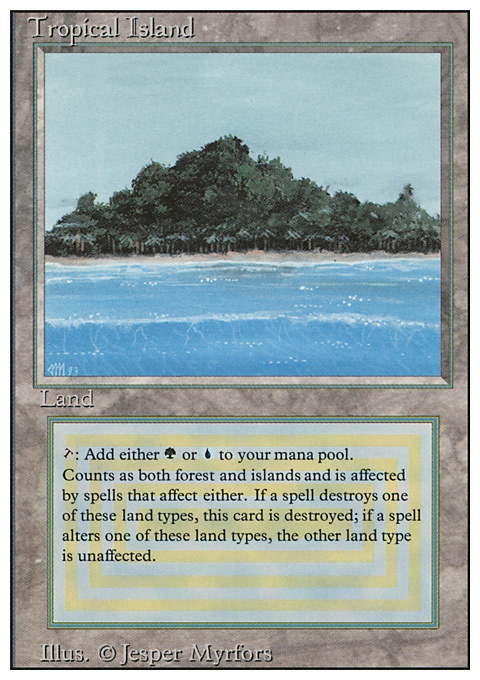 Tropical Island
Land
: Add either or to your mana pool.
Counts as both forest and islands and is affected
by spells that affect either. If a spell destroys one
of these land types, this card is destroyed; if a spell
alters one of these land types, the other land type
is unaffected.
Illus. © Jesper Myrfors